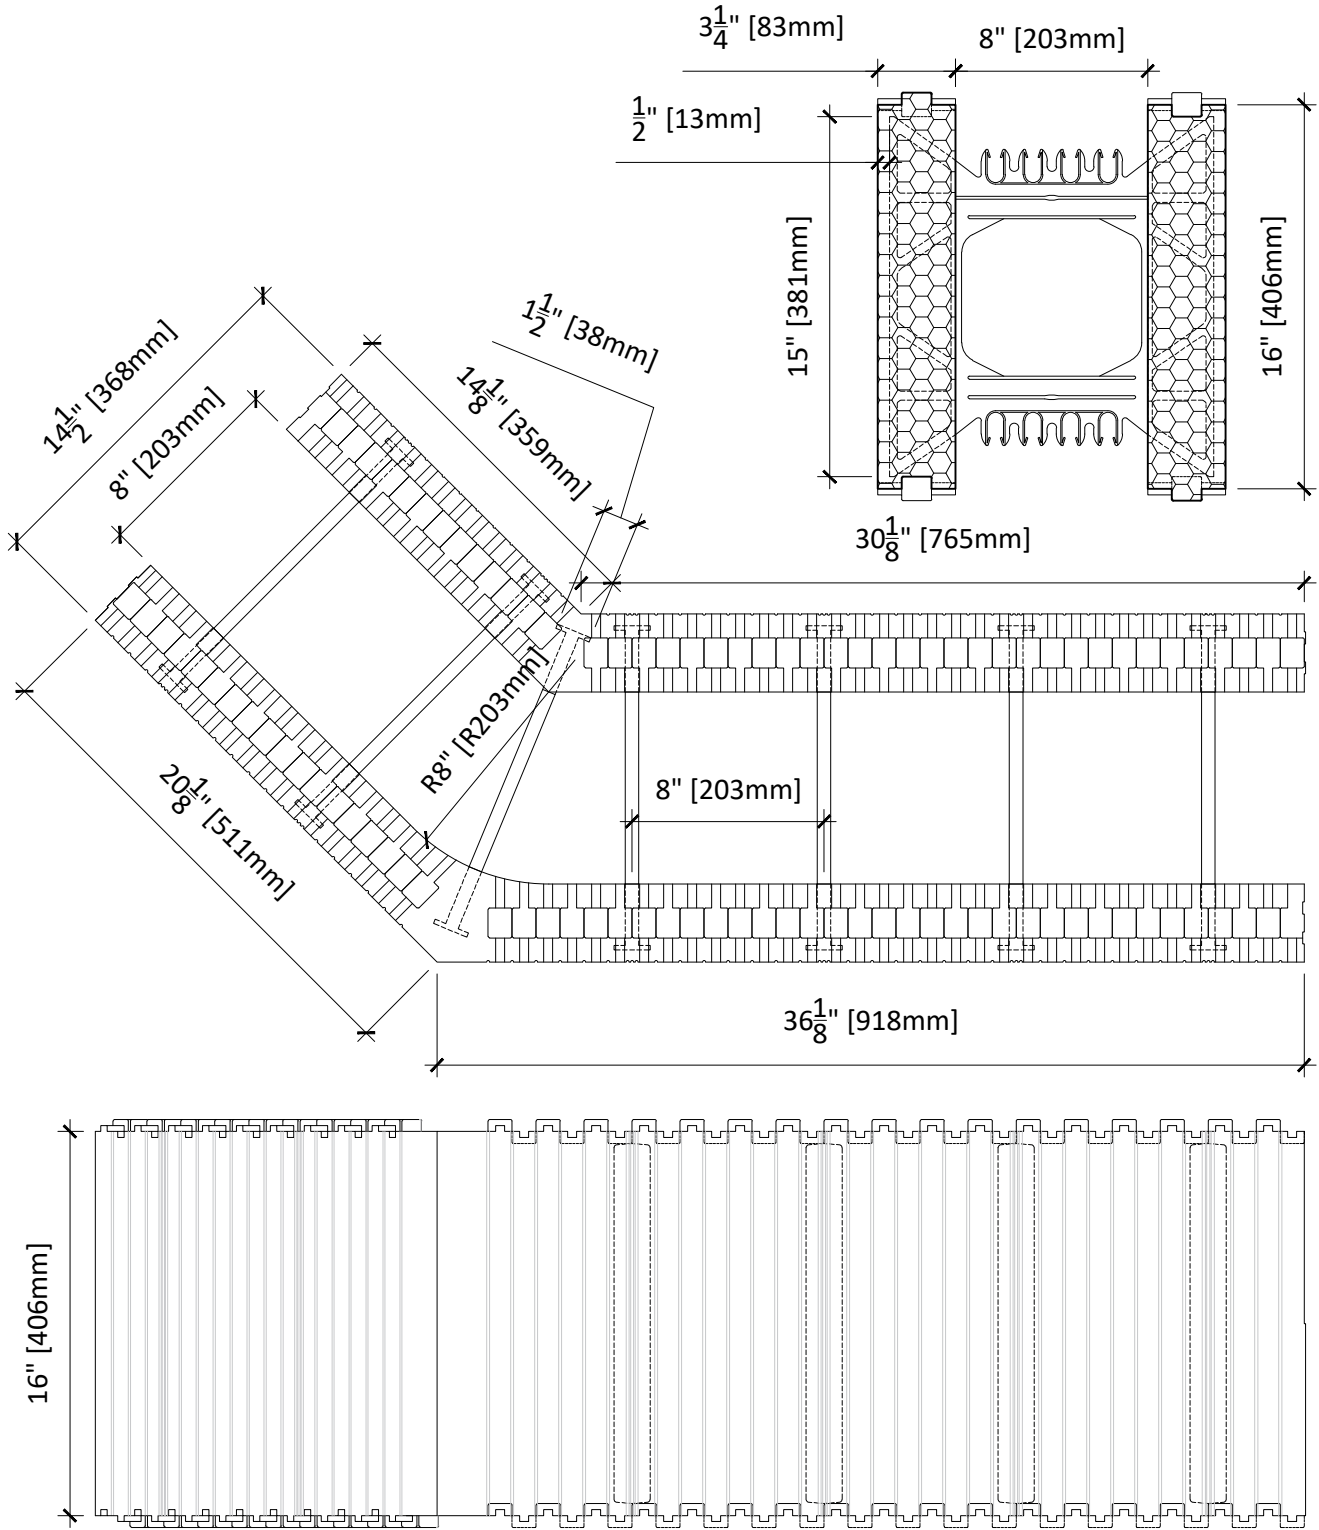 3 1/4" [83mm]
8" [203mm]
1/2" [13mm]
15" [381mm]
16" [406mm]
1 1/2" [38mm]
14 1/2" [368mm]
8" [203mm]
14 1/8" [359mm]
30 1/8" [765mm]
R8" [R203mm]
8" [203mm]
20 1/8" [511mm]
36 1/8" [918mm]
16" [406mm]